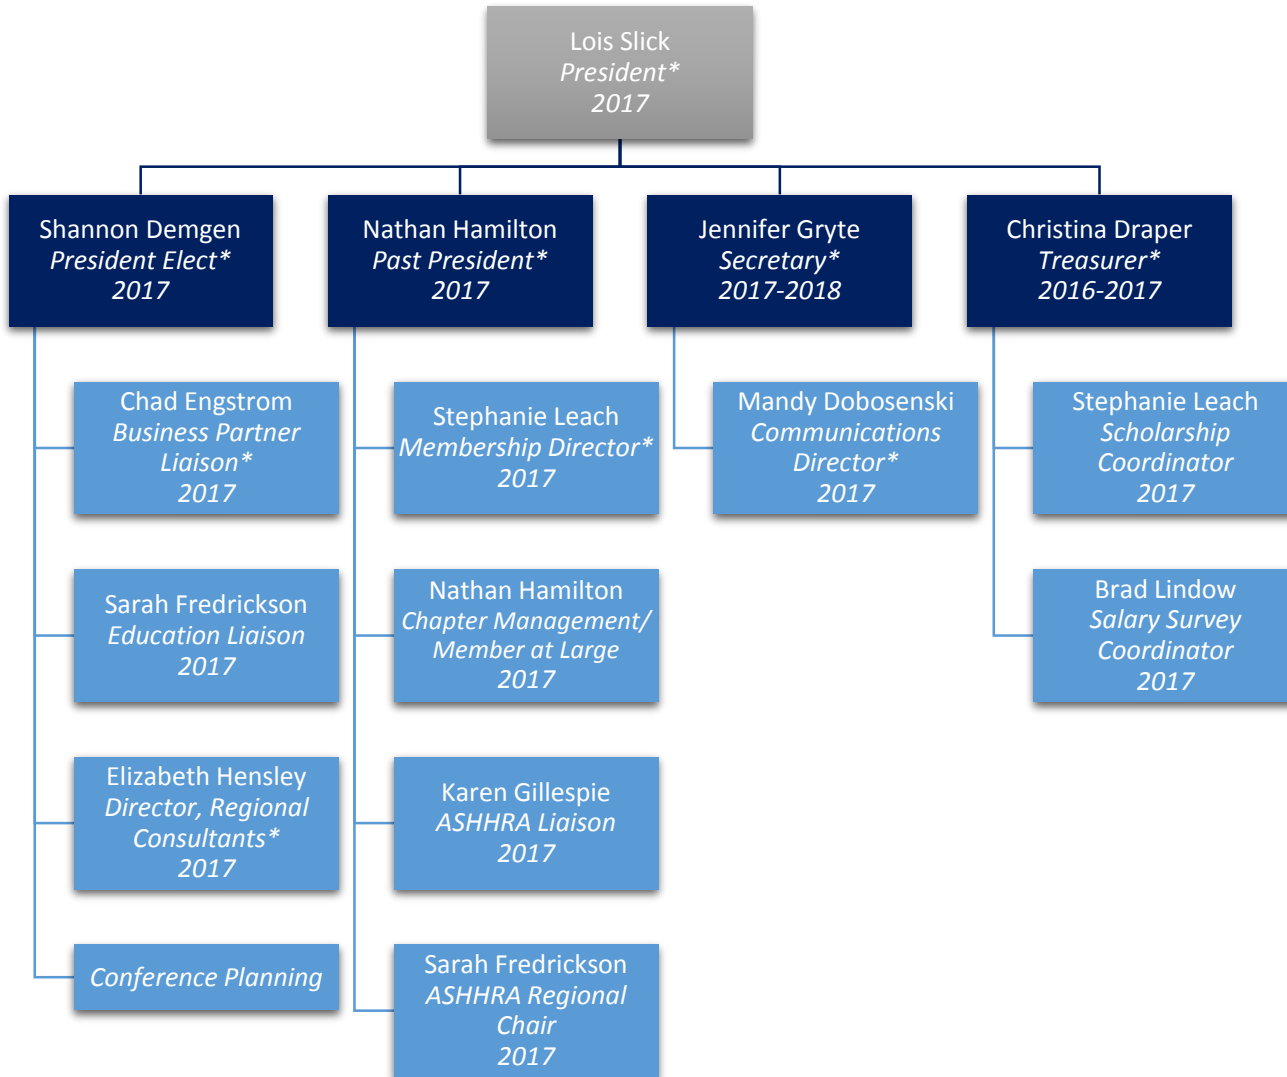 Lois Slick
President*
2017
Shannon Demgen
President Elect*
2017
Nathan Hamilton
Past President*
2017
Jennifer Gryte
Secretary*
2017-2018
Christina Draper
Treasurer*
2016-2017
Chad Engstrom
Business Partner
Liaison*
2017
Stephanie Leach
Membership Director*
2017
Mandy Dobosenski
Communications
Director*
2017
Stephanie Leach
Scholarship
Coordinator
2017
Sarah Fredrickson
Education Liaison
2017
Nathan Hamilton
Chapter Management/
Member at Large
2017
Brad Lindow
Salary Survey
Coordinator
2017
Elizabeth Hensley
Director, Regional
Consultants*
2017
Karen Gillespie
ASHHRA Liaison
2017
Conference Planning
Sarah Fredrickson
ASHHRA Regional
Chair
2017